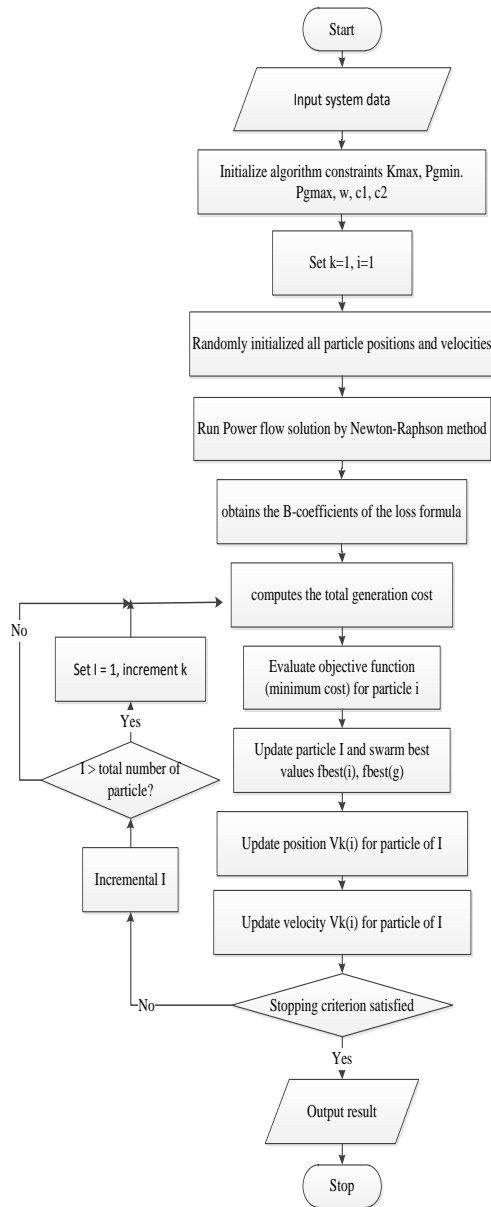 Start
Input system data
Initialize algorithm constraints Kmax, Pgmin.
Pgmax, w, c1, c2
Set k=1, i=1
Randomly initialized all particle positions and velocities
Run Power flow solution by Newton-Raphson method
obtains the B-coefficients of the loss formula
computes the total generation cost
No
Set I = 1, increment k
Evaluate objective function
(minimum cost) for particle i
Yes
Update particle I and swarm best
values fbest(i), fbest(g)
I > total number of
particle?
Update position Vk(i) for particle of I
Incremental I
Update velocity Vk(i) for particle of I
No
Stopping criterion satisfied
Yes
Output result
Stop